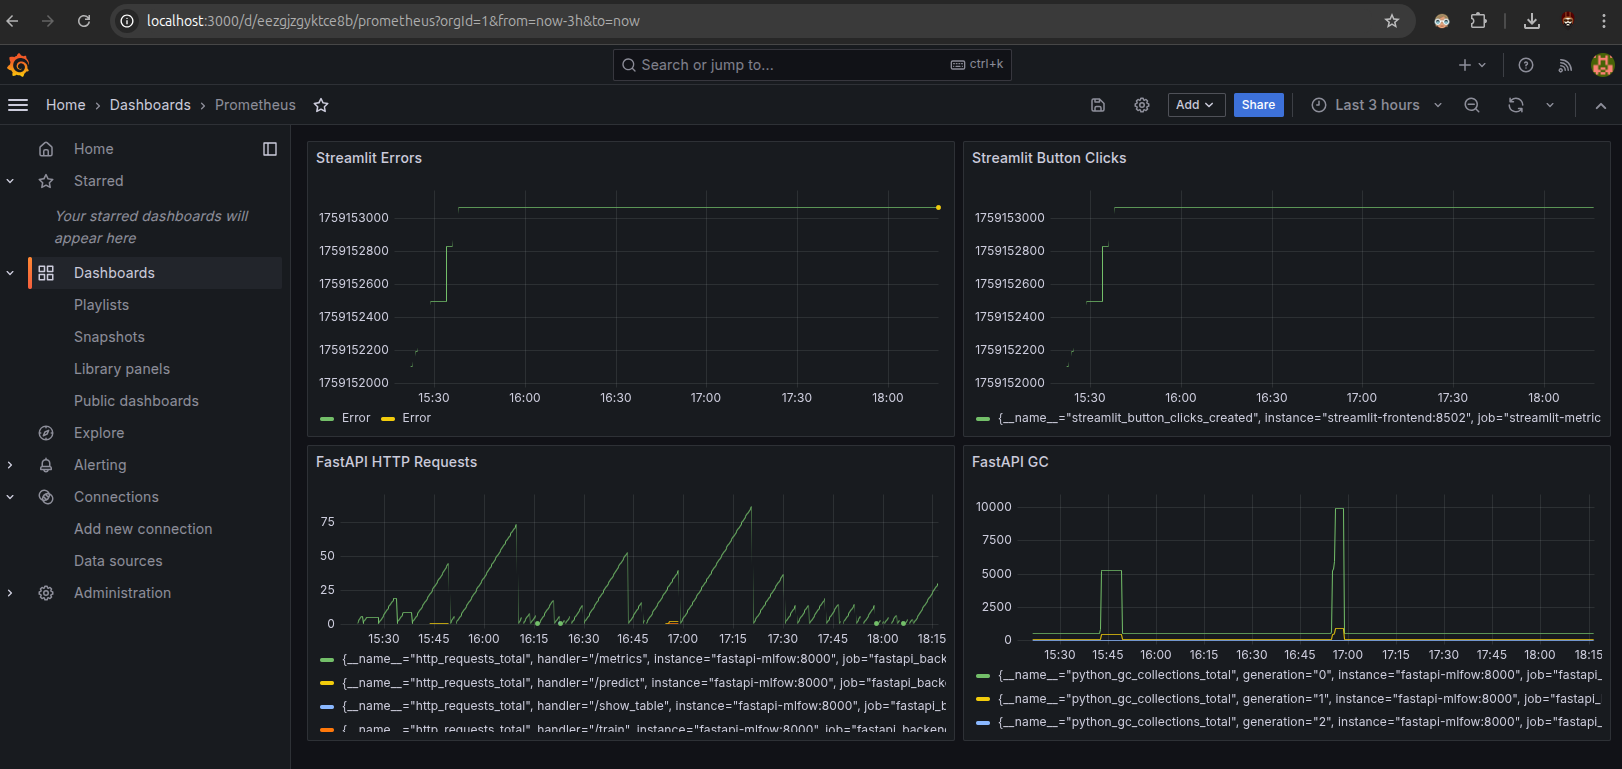 localhost:3000/d/eezgjzgyktce8b/prometheus?orgId=1&from=now-3h&to=now
Search or jump to... ctrl+k
Home › Dashboards › Prometheus
Add Share Last 3 hours
Home
Starred
Your starred dashboards will
appear here
Dashboards
Playlists
Snapshots
Library panels
Public dashboards
Explore
Alerting
Connections
Add new connection
Data sources
Administration
Streamlit Errors
1759153000
1759152800
1759152600
1759152400
1759152200
1759152000
15:30 16:00 16:30 17:00 17:30 18:00
Error Error
Streamlit Button Clicks
1759153000
1759152800
1759152600
1759152400
1759152200
1759152000
15:30 16:00 16:30 17:00 17:30 18:00
{__name__="streamlit_button_clicks_created", instance="streamlit-frontend:8502", job="streamlit-metric
FastAPI HTTP Requests
75
50
25
0
15:30 15:45 16:00 16:15 16:30 16:45 17:00 17:15 17:30 17:45 18:00 18:15
{__name__="http_requests_total", handler="/metrics", instance="fastapi-mlfow:8000", job="fastapi_back
{__name__="http_requests_total", handler="/predict", instance="fastapi-mlfow:8000", job="fastapi_back
{__name__="http_requests_total", handler="/show_table", instance="fastapi-mlfow:8000", job="fastapi_b
{__name__="http_requests_total", handler="/train", instance="fastapi-mlfow:8000", job="fastapi_backen
FastAPI GC
10000
7500
5000
2500
0
15:30 15:45 16:00 16:15 16:30 16:45 17:00 17:15 17:30 17:45 18:00 18:15
{__name__="python_gc_collections_total", generation="0", instance="fastapi-mlfow:8000", job="fastapi_
{__name__="python_gc_collections_total", generation="1", instance="fastapi-mlfow:8000", job="fastapi_
{__name__="python_gc_collections_total", generation="2", instance="fastapi-mlfow:8000", job="fastapi_